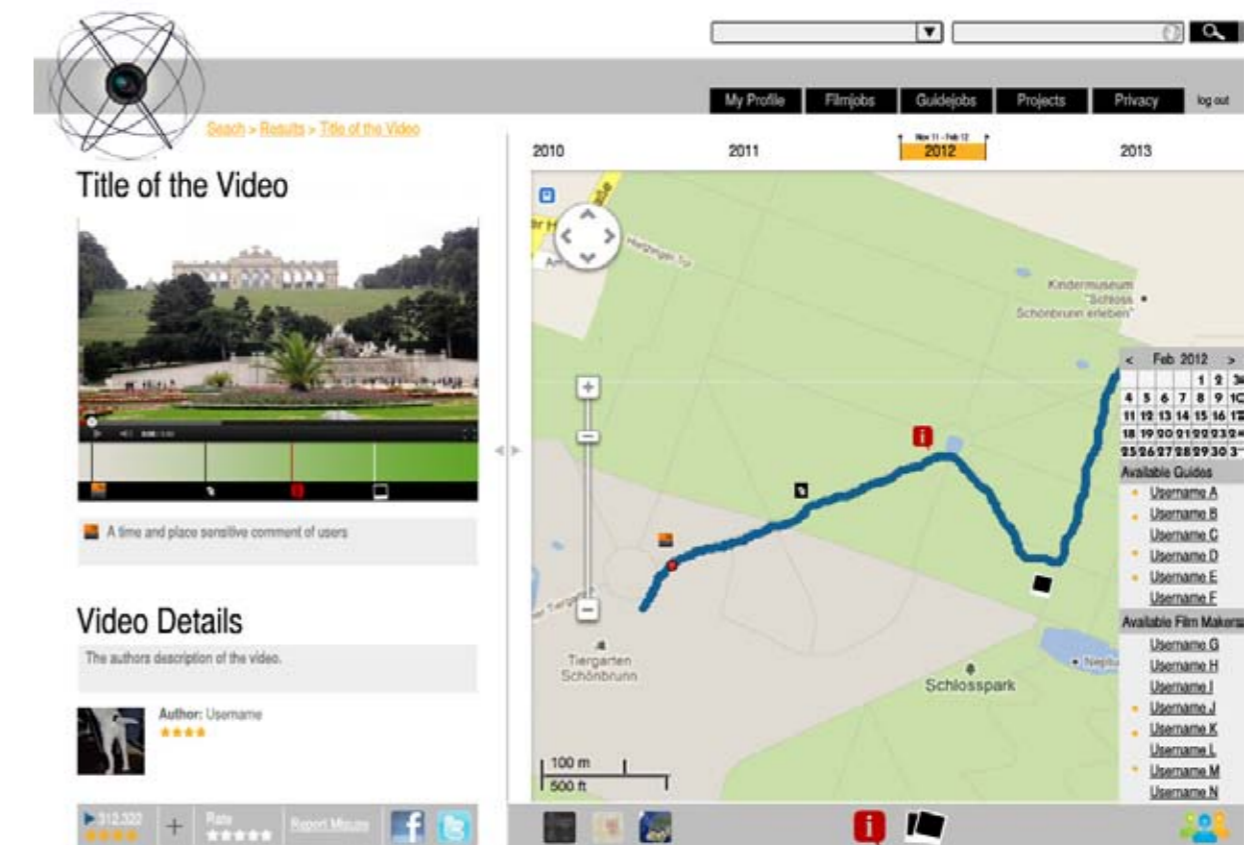 My Profile
Filmjobs
Guidejobs
Projects
Privacy
log out
Seach > Results > Title of the Video
Title of the Video
A time and place sensitive comment of users
Video Details
The authors description of the video.
Author: Username
312.322
+
Rate
Report Misuse
f
Nov 11 - Feb 12
2010
2011
2012
2013
Kindermuseum
"Schloss
Schönbrunn erleben"
i
Tiergarten
Schönbrunn
Schlosspark
100 m
500 ft
< Feb 2012 >
1 2
4 5 6 7 8 9 10
11 12 13 14 15 16
18 19 20 21 22 23
25 26 27 28 29 30
Available Guides
Username A
Username B
Username C
Username D
Username E
Username F
Available Film Makers
Username G
Username H
Username I
Username J
Username K
Username L
Username M
Username N
i